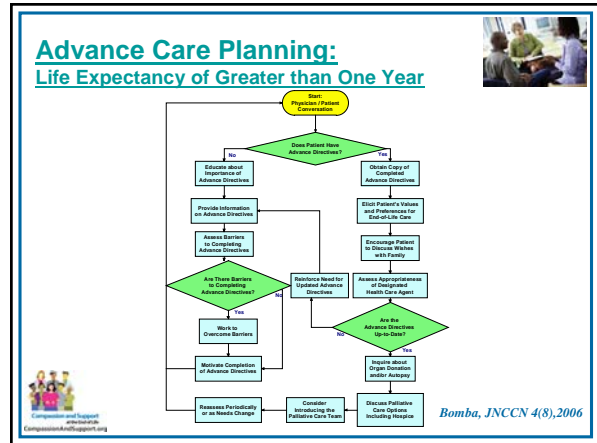 Advance Care Planning:
Life Expectancy of Greater than One Year
Start:
Physician / Patient
Conversation
Does Patient Have
Advance Directives?
No
Yes
Educate about
Importance of
Advance Directives
Obtain Copy of
Completed
Advance Directives
Provide Information
on Advance Directives
Elicit Patient's Values
and Preferences for
End-of-Life Care
Assess Barriers
to Completing
Advance Directives
Encourage Patient
to Discuss Wishes
with Family
Are There Barriers
to Completing
Advance Directives?
Reinforce Need for
Updated Advance
Directives
Assess Appropriateness
of Designated
Health Care Agent
No
Yes
Are the
Advance Directives
Up-to-Date?
No
Yes
Work to
Overcome Barriers
Inquire about
Organ Donation
and/or Autopsy
Motivate Completion
of Advance Directives
Reassess Periodically
or as Needs Change
Consider
Introducing the
Palliative Care Team
Discuss Palliative
Care Options
Including Hospice
Bomba, JNCCN 4(8),2006
Compassion and Support
at the End of Life
CompassionAndSupport.org